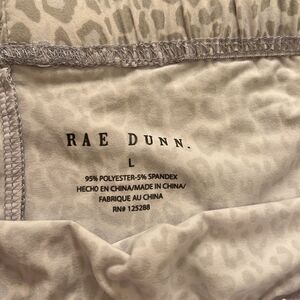 RAE DUNN.
L
95% POLYESTER-5% SPANDEX
HECHO EN CHINA/MADE IN CHINA/
FABRIQUE AU CHINA
RN# 125288